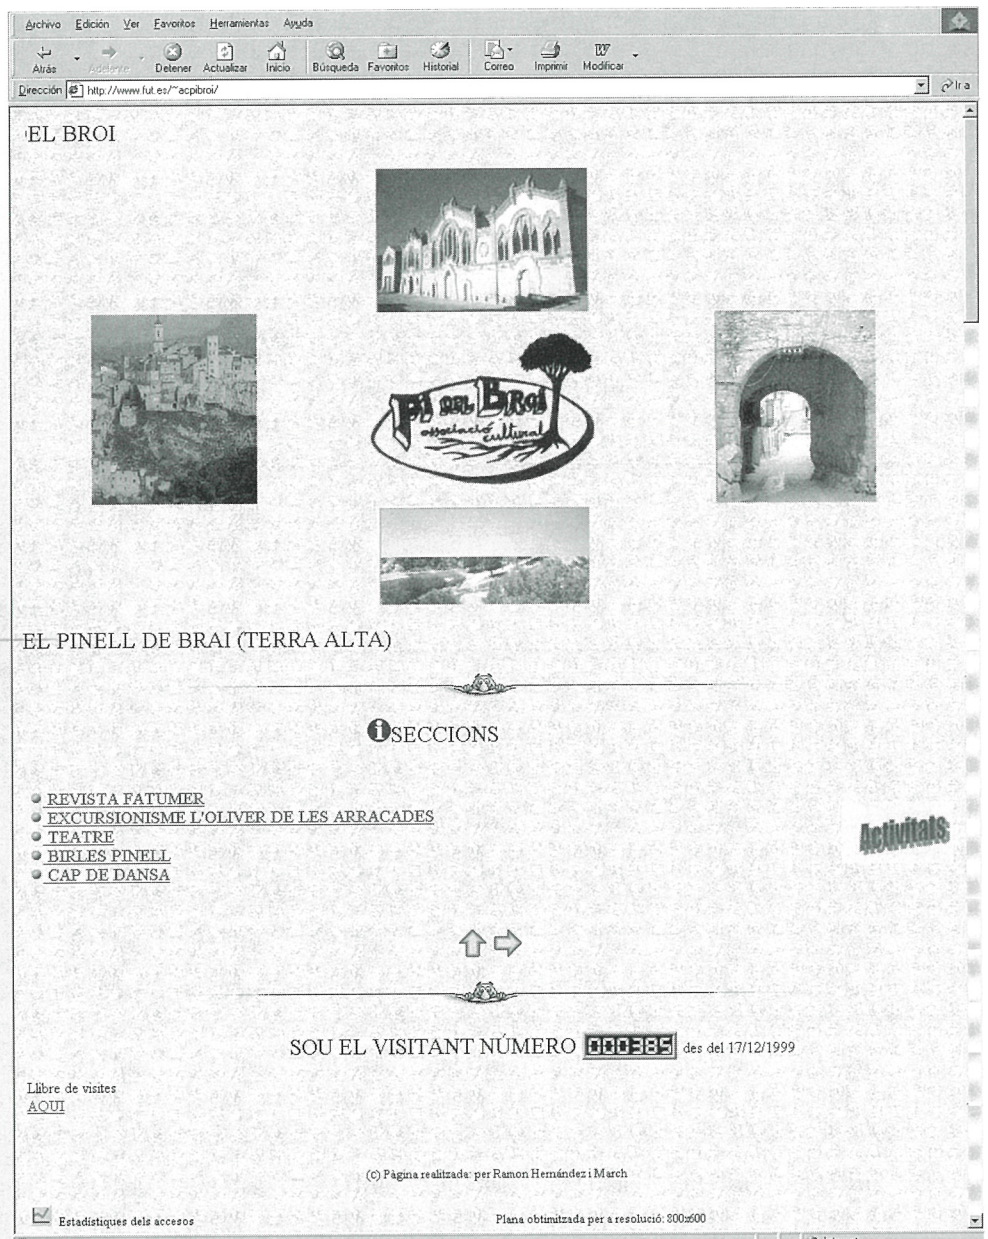 Archivo Edición Ver Favoritos Herramientas Ayuda
Atrás Adelante Detener Actualizar Inicio Búsqueda Favoritos Historial Correo Imprimir Modificar
Dirección http://www.fut.es/~acpibroi/ Ir a
EL BROI
Pi DEL BROi
associació cultural
EL PINELL DE BRAI (TERRA ALTA)
SECCIONS
REVISTA FATUMER
EXCURSIONISME L'OLIVER DE LES ARRACADES
TEATRE
BIRLES PINELL
CAP DE DANSA
Activitats
SOU EL VISITANT NÚMERO 000385 des del 17/12/1999
Llibre de visites
AQUI
(C) Pàgina realitzada: per Ramon Hernández i March
Estadístiques dels accesos
Plana obtimitzada per a resolució: 800x600